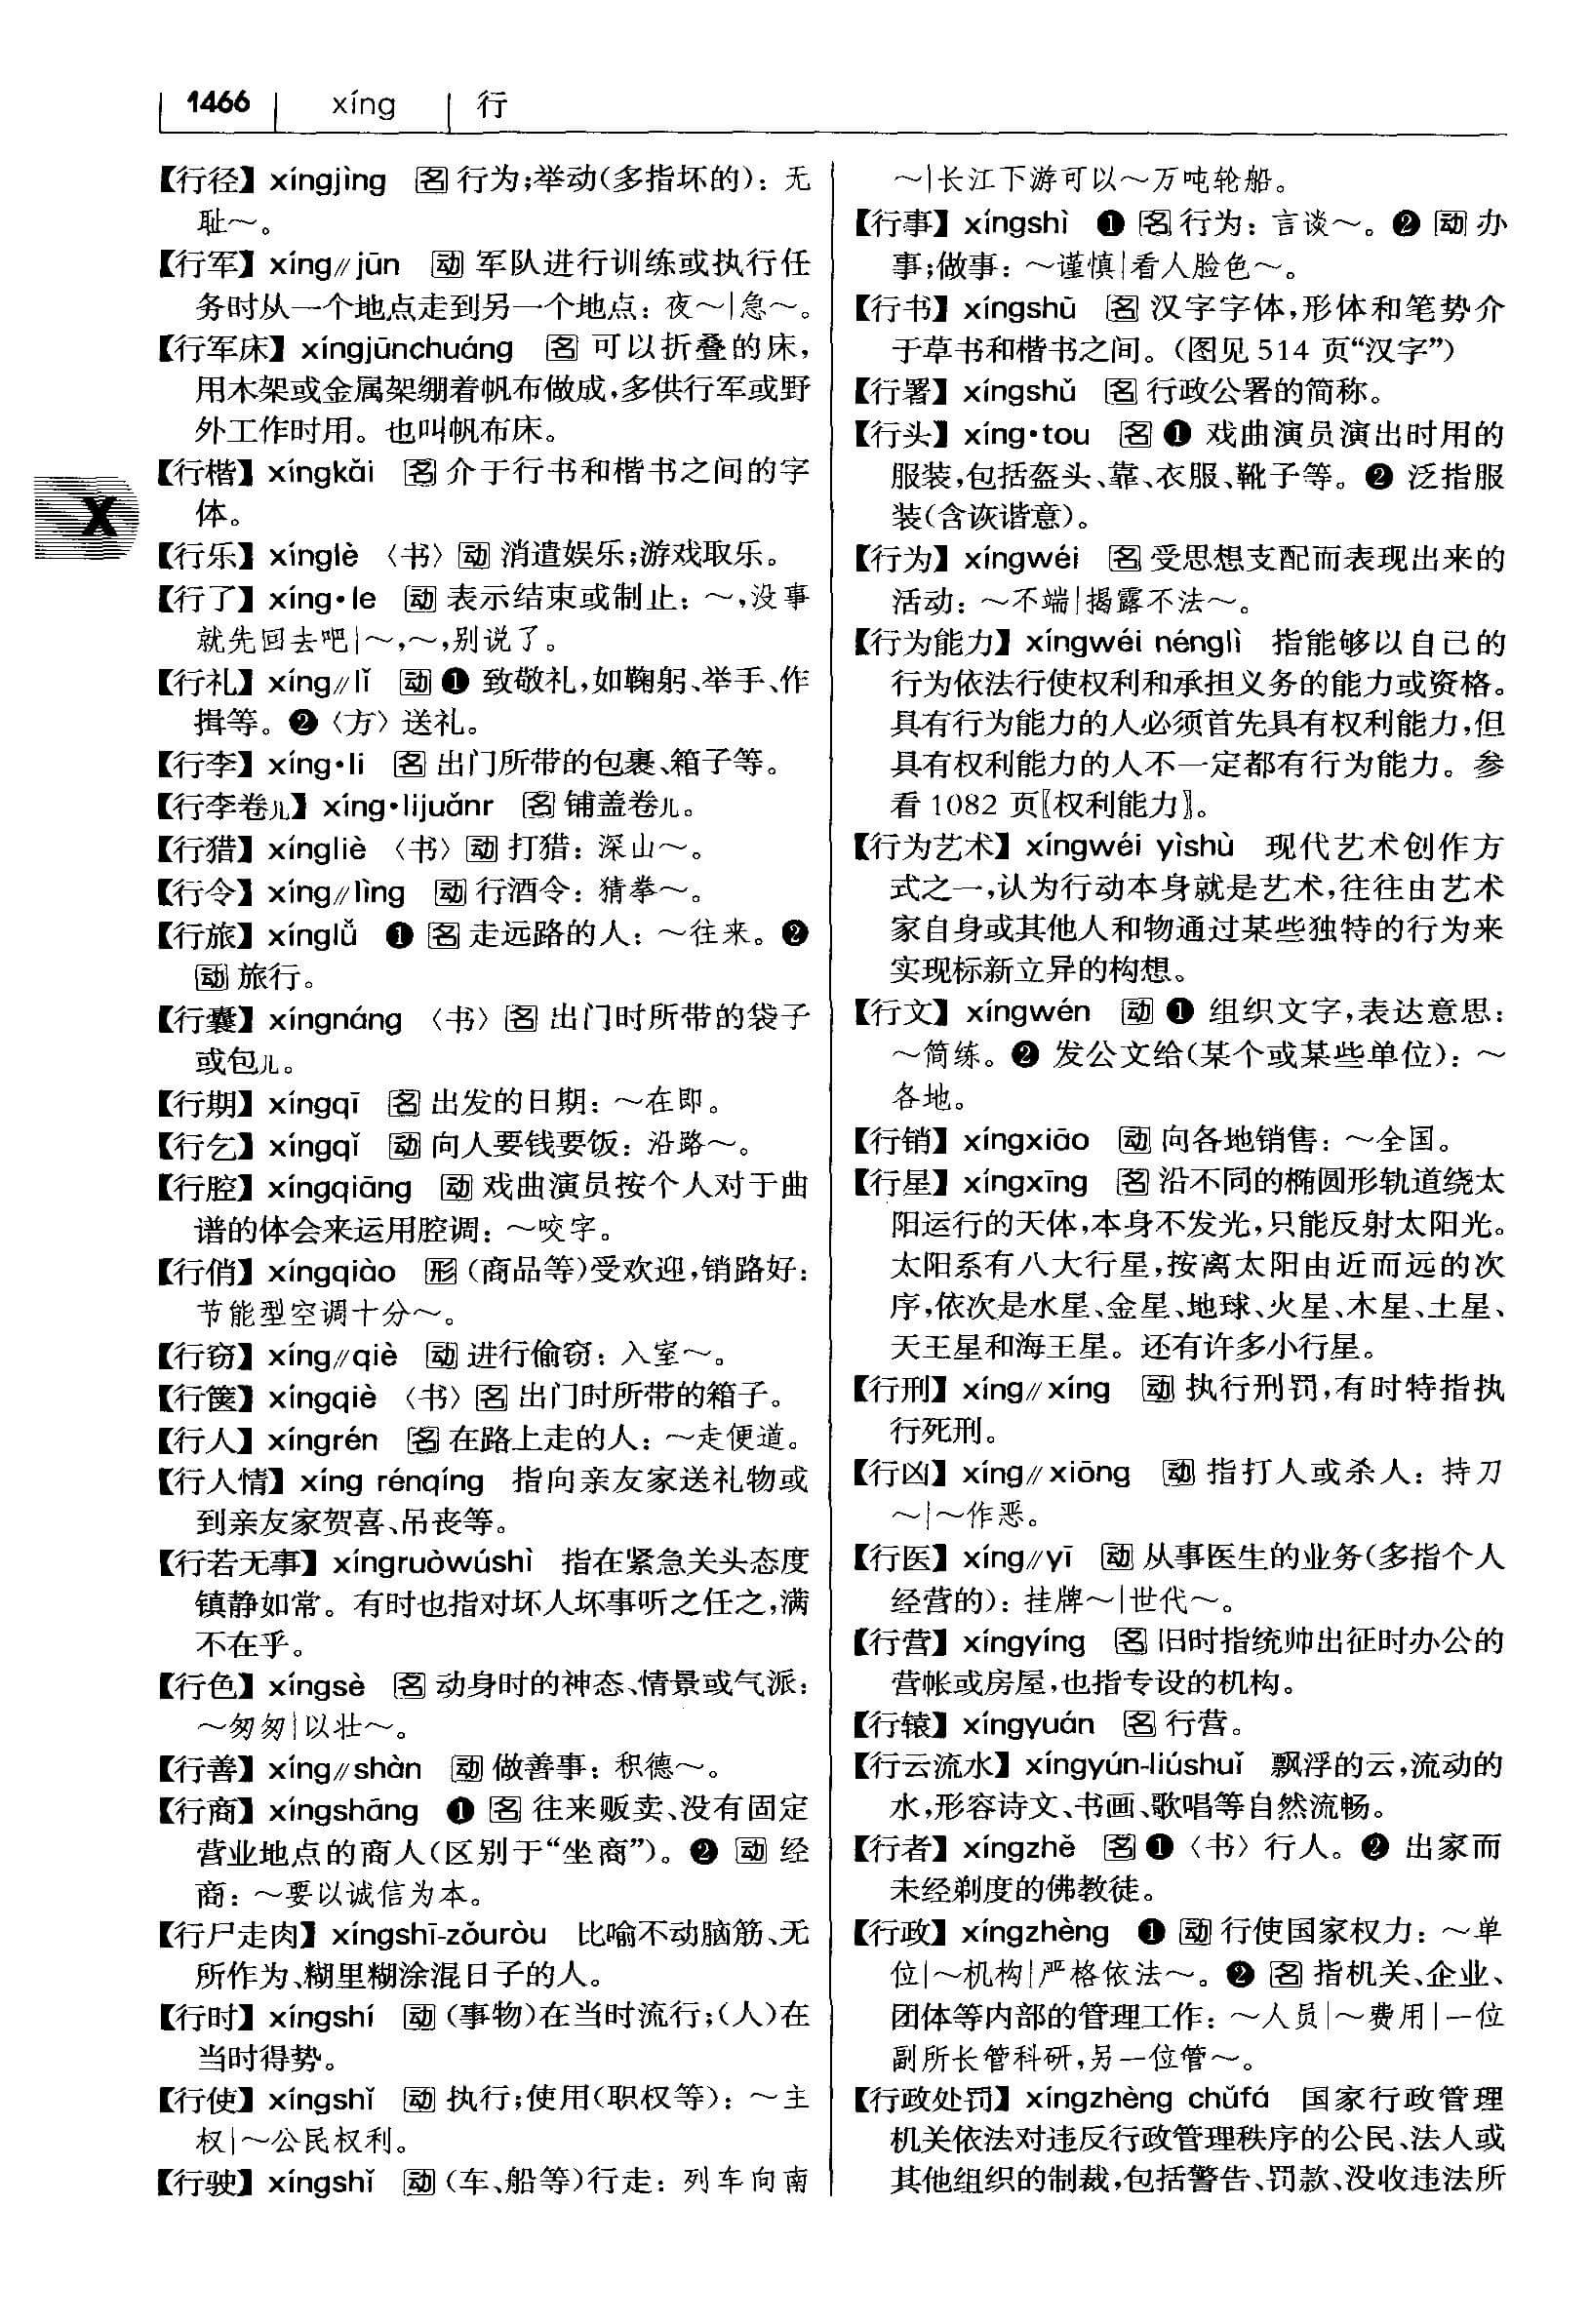 1466 xíng 行
【行径】 xíngjìng 名 行为;举动(多指坏的):无
耻～。
【行军】 xíng∥jūn 动 军队进行训练或执行任
务时从一个地点走到另一个地点:夜～|急～。
【行军床】 xíngjūnchuáng 名 可以折叠的床,
用木架或金属架绷着帆布做成,多供行军或野
外工作时用。也叫帆布床。
【行楷】 xíngkǎi 名 介于行书和楷书之间的字
体。
【行乐】 xínglè 〈书〉动 消遣娱乐;游戏取乐。
【行了】 xíng•le 动 表示结束或制止:～,没事
就先回去吧|～,～,别说了。
【行礼】 xíng∥lǐ 动 ❶ 致敬礼,如鞠躬、举手、作
揖等。❷〈方〉送礼。
【行李】 xíng•li 名 出门所带的包裹、箱子等。
【行李卷儿】 xíng•lijuǎnr 名 铺盖卷儿。
【行猎】 xíngliè 〈书〉动 打猎:深山～。
【行令】 xíng∥lìng 动 行酒令:猜拳～。
【行旅】 xínglǚ ❶ 名 走远路的人:～往来。❷
动 旅行。
【行囊】 xíngnáng 〈书〉名 出门时所带的袋子
或包儿。
【行期】 xíngqī 名 出发的日期:～在即。
【行乞】 xíngqǐ 动 向人要钱要饭:沿路～。
【行腔】 xíngqiāng 动 戏曲演员按个人对于曲
谱的体会来运用腔调:～咬字。
【行俏】 xíngqiào 形 (商品等)受欢迎,销路好:
节能型空调十分～。
【行窃】 xíng∥qiè 动 进行偷窃:入室～。
【行箧】 xíngqiè 〈书〉名 出门时所带的箱子。
【行人】 xíngrén 名 在路上走的人:～走便道。
【行人情】 xíng rénqíng 指向亲友家送礼物或
到亲友家贺喜、吊丧等。
【行若无事】 xíngruòwúshì 指在紧急关头态度
镇静如常。有时也指对坏人坏事听之任之,满
不在乎。
【行色】 xíngsè 名 动身时的神态、情景或气派:
～匆匆|以壮～。
【行善】 xíng∥shàn 动 做善事:积德～。
【行商】 xíngshāng ❶ 名 往来贩卖、没有固定
营业地点的商人(区别于“坐商”)。❷ 动 经
商:～要以诚信为本。
【行尸走肉】 xíngshī-zǒuròu 比喻不动脑筋、无
所作为、糊里糊涂混日子的人。
【行时】 xíngshí 动 (事物)在当时流行;(人)在
当时得势。
【行使】 xíngshǐ 动 执行;使用(职权等):～主
权|～公民权利。
【行驶】 xíngshǐ 动 (车、船等)行走:列车向南
X
～|长江下游可以～万吨轮船。
【行事】 xíngshì ❶ 名 行为:言谈～。❷ 动 办
事;做事:～谨慎|看人脸色～。
【行书】 xíngshū 名 汉字字体,形体和笔势介
于草书和楷书之间。(图见 514 页“汉字”)
【行署】 xíngshǔ 名 行政公署的简称。
【行头】 xíng•tou 名 ❶ 戏曲演员演出时用的
服装,包括盔头、靠、衣服、靴子等。❷ 泛指服
装(含诙谐意)。
【行为】 xíngwéi 名 受思想支配而表现出来的
活动:～不端|揭露不法～。
【行为能力】 xíngwéi nénglì 指能够以自己的
行为依法行使权利和承担义务的能力或资格。
具有行为能力的人必须首先具有权利能力,但
具有权利能力的人不一定都有行为能力。参
看 1082 页〖权利能力〗。
【行为艺术】 xíngwéi yìshù 现代艺术创作方
式之一,认为行动本身就是艺术,往往由艺术
家自身或其他人和物通过某些独特的行为来
实现标新立异的构想。
【行文】 xíngwén 动 ❶ 组织文字,表达意思:
～简练。❷ 发公文给(某个或某些单位):～
各地。
【行销】 xíngxiāo 动 向各地销售:～全国。
【行星】 xíngxīng 名 沿不同的椭圆形轨道绕太
阳运行的天体,本身不发光,只能反射太阳光。
太阳系有八大行星,按离太阳由近而远的次
序,依次是水星、金星、地球、火星、木星、土星、
天王星和海王星。还有许多小行星。
【行刑】 xíng∥xíng 动 执行刑罚,有时特指执
行死刑。
【行凶】 xíng∥xiōng 动 指打人或杀人:持刀
～|～作恶。
【行医】 xíng∥yī 动 从事医生的业务(多指个人
经营的):挂牌～|世代～。
【行营】 xíngyíng 名 旧时指统帅出征时办公的
营帐或房屋,也指专设的机构。
【行辕】 xíngyuán 名 行营。
【行云流水】 xíngyún-liúshuǐ 飘浮的云,流动的
水,形容诗文、书画、歌唱等自然流畅。
【行者】 xíngzhě 名 ❶〈书〉行人。❷ 出家而
未经剃度的佛教徒。
【行政】 xíngzhèng ❶ 动 行使国家权力:～单
位|～机构|严格依法～。❷ 名 指机关、企业、
团体等内部的管理工作:～人员|～费用|一位
副所长管科研,另一位管～。
【行政处罚】 xíngzhèng chǔfá 国家行政管理
机关依法对违反行政管理秩序的公民、法人或
其他组织的制裁,包括警告、罚款、没收违法所